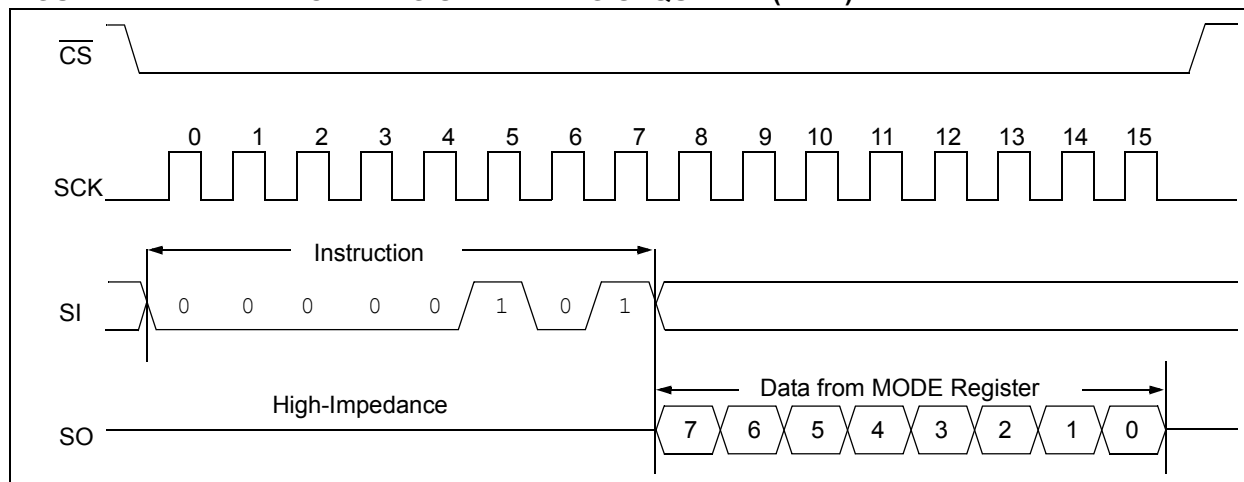 CS
0 1 2 3 4 5 6 7 8 9 10 11 12 13 14 15
SCK
Instruction
SI 0 0 0 0 0 1 0 1
Data from MODE Register
High-Impedance
SO 7 6 5 4 3 2 1 0